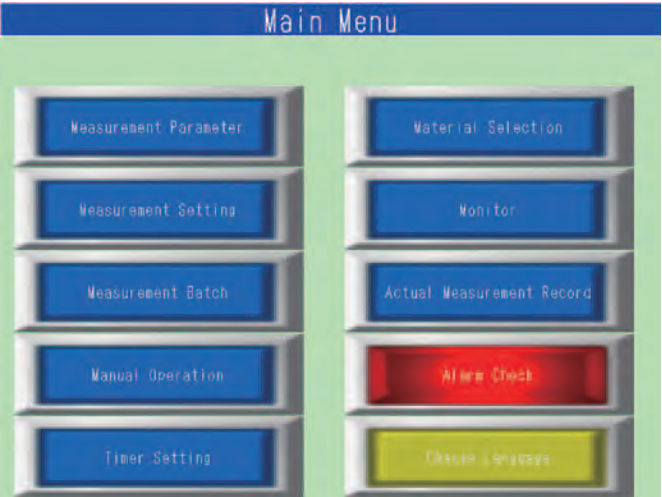 Main Menu
Measurement Parameter
Material Selection
Measurement Setting
Monitor
Measurement Batch
Actual Measurement Record
Manual Operation
Alarm Check
Timer Setting
Language